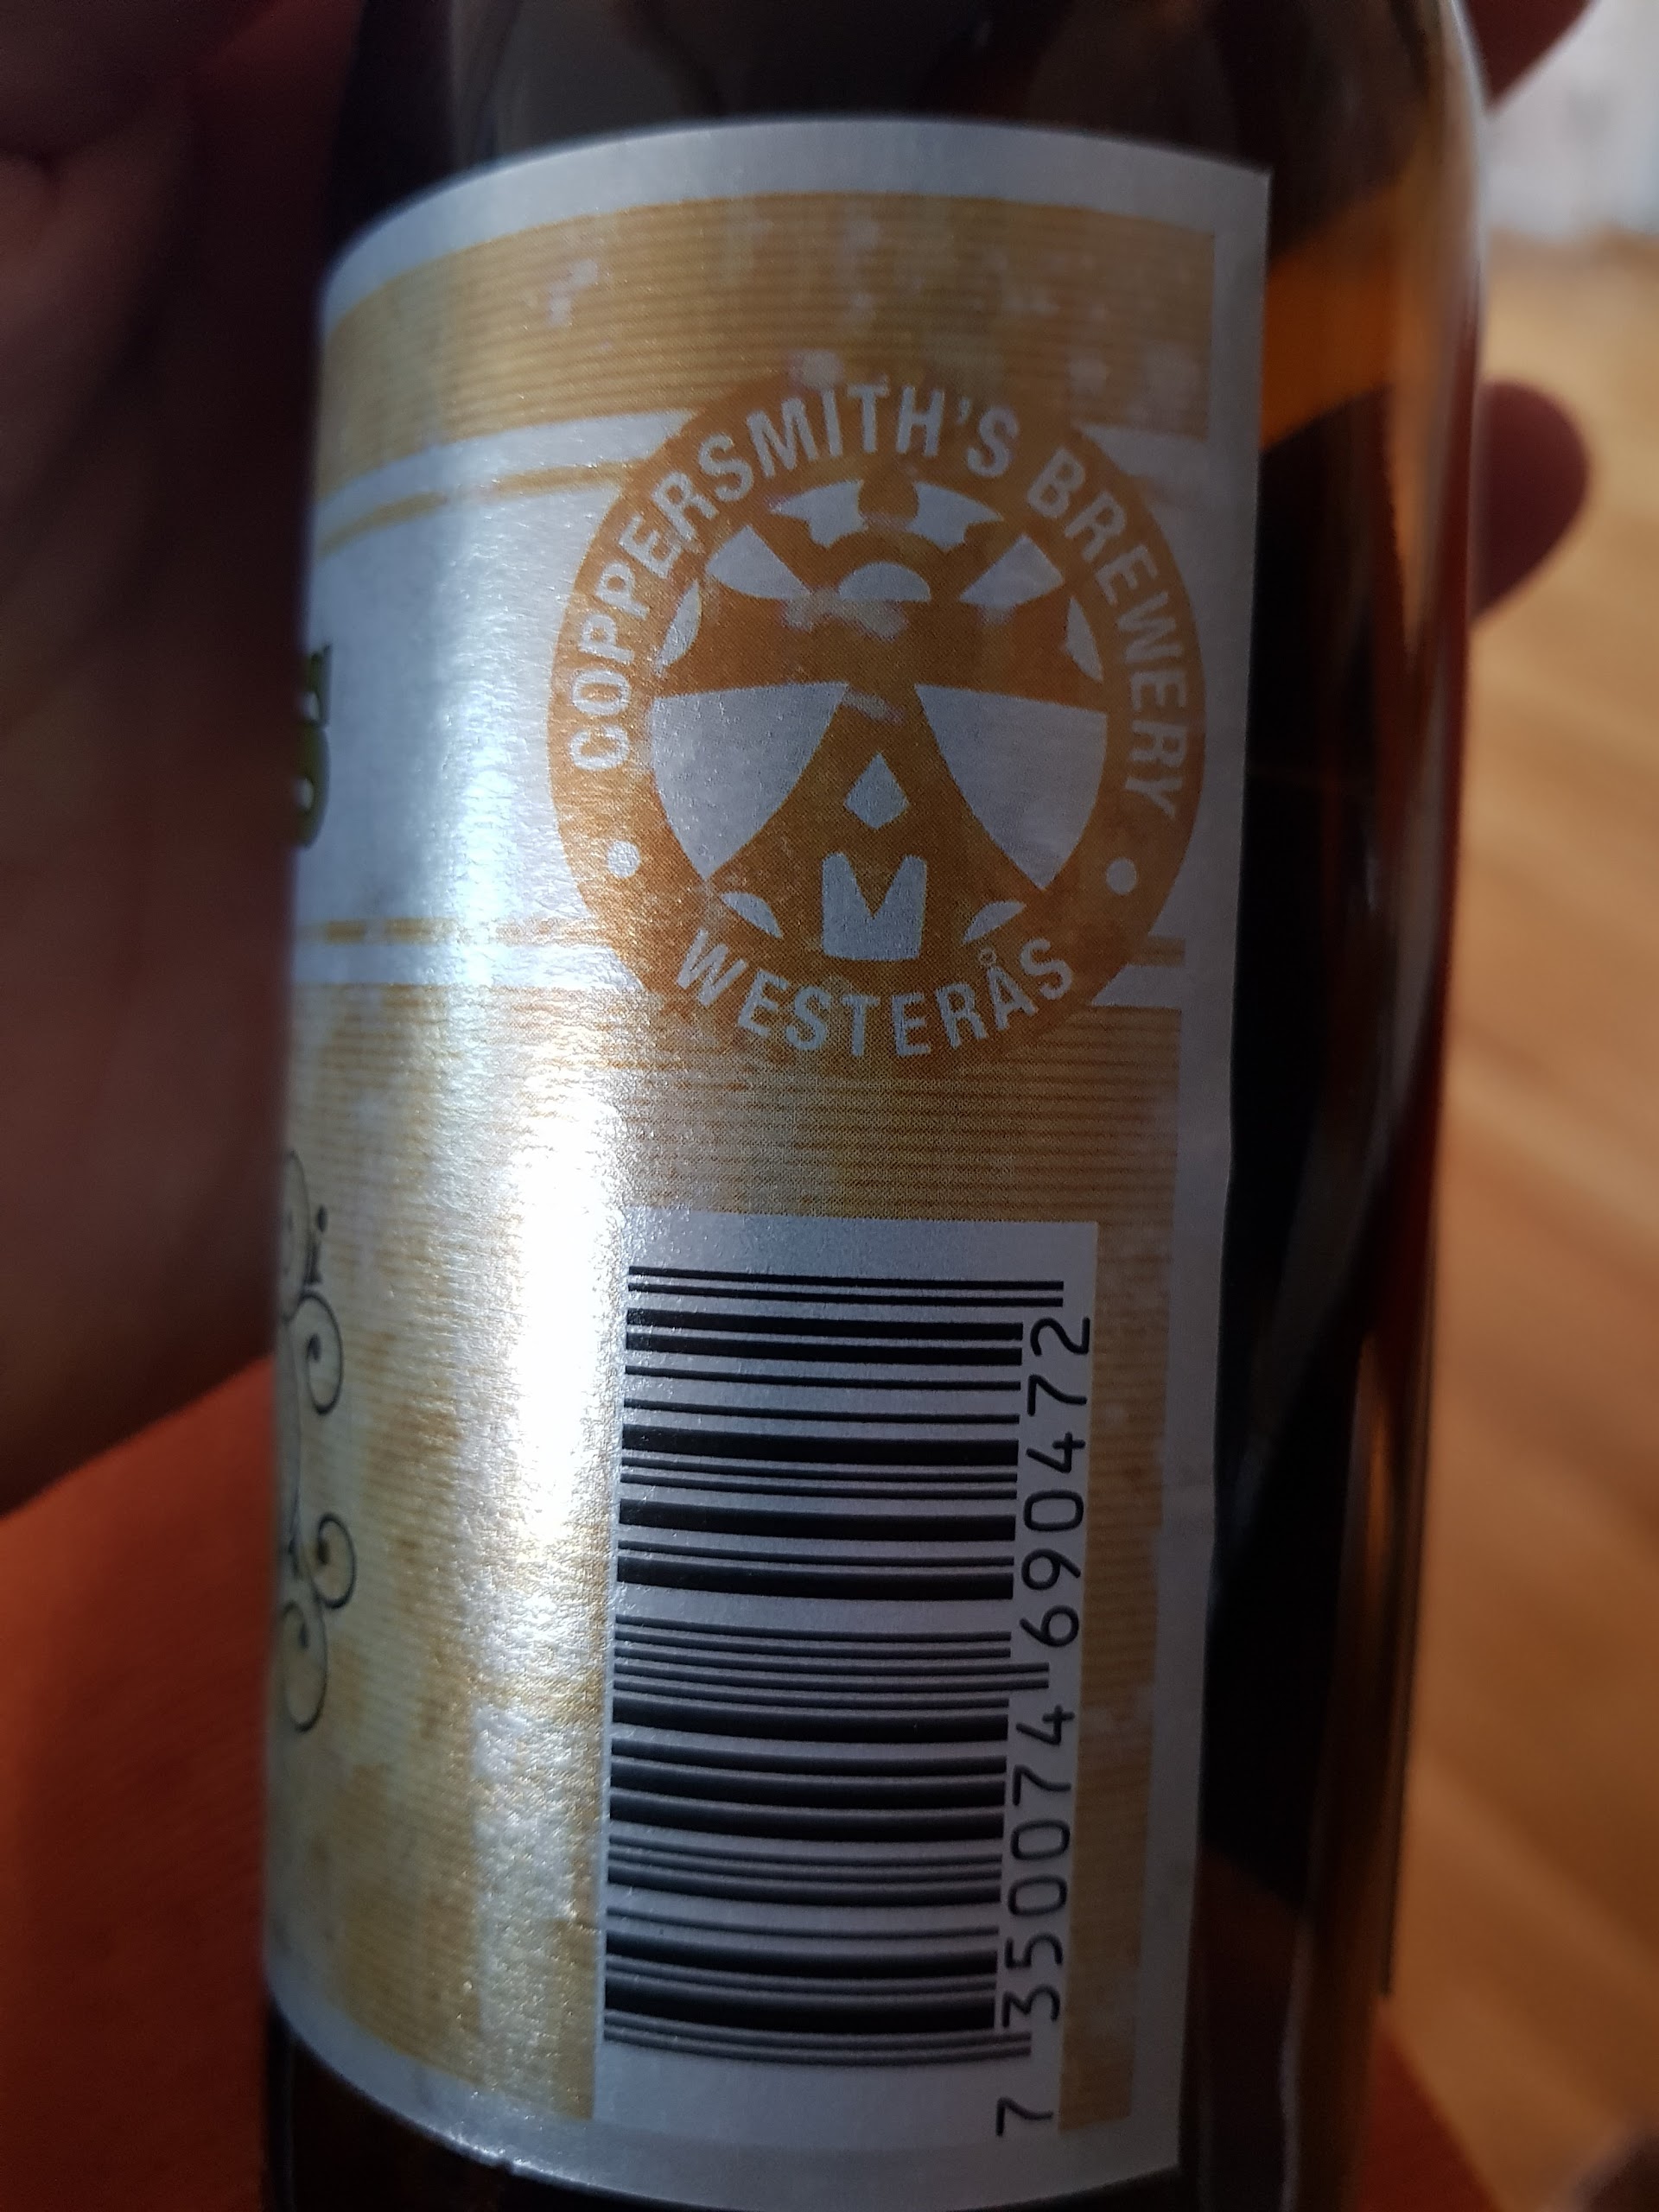 COPPERSMITH'S BREWERY
WESTERÅS
7 350074 690472